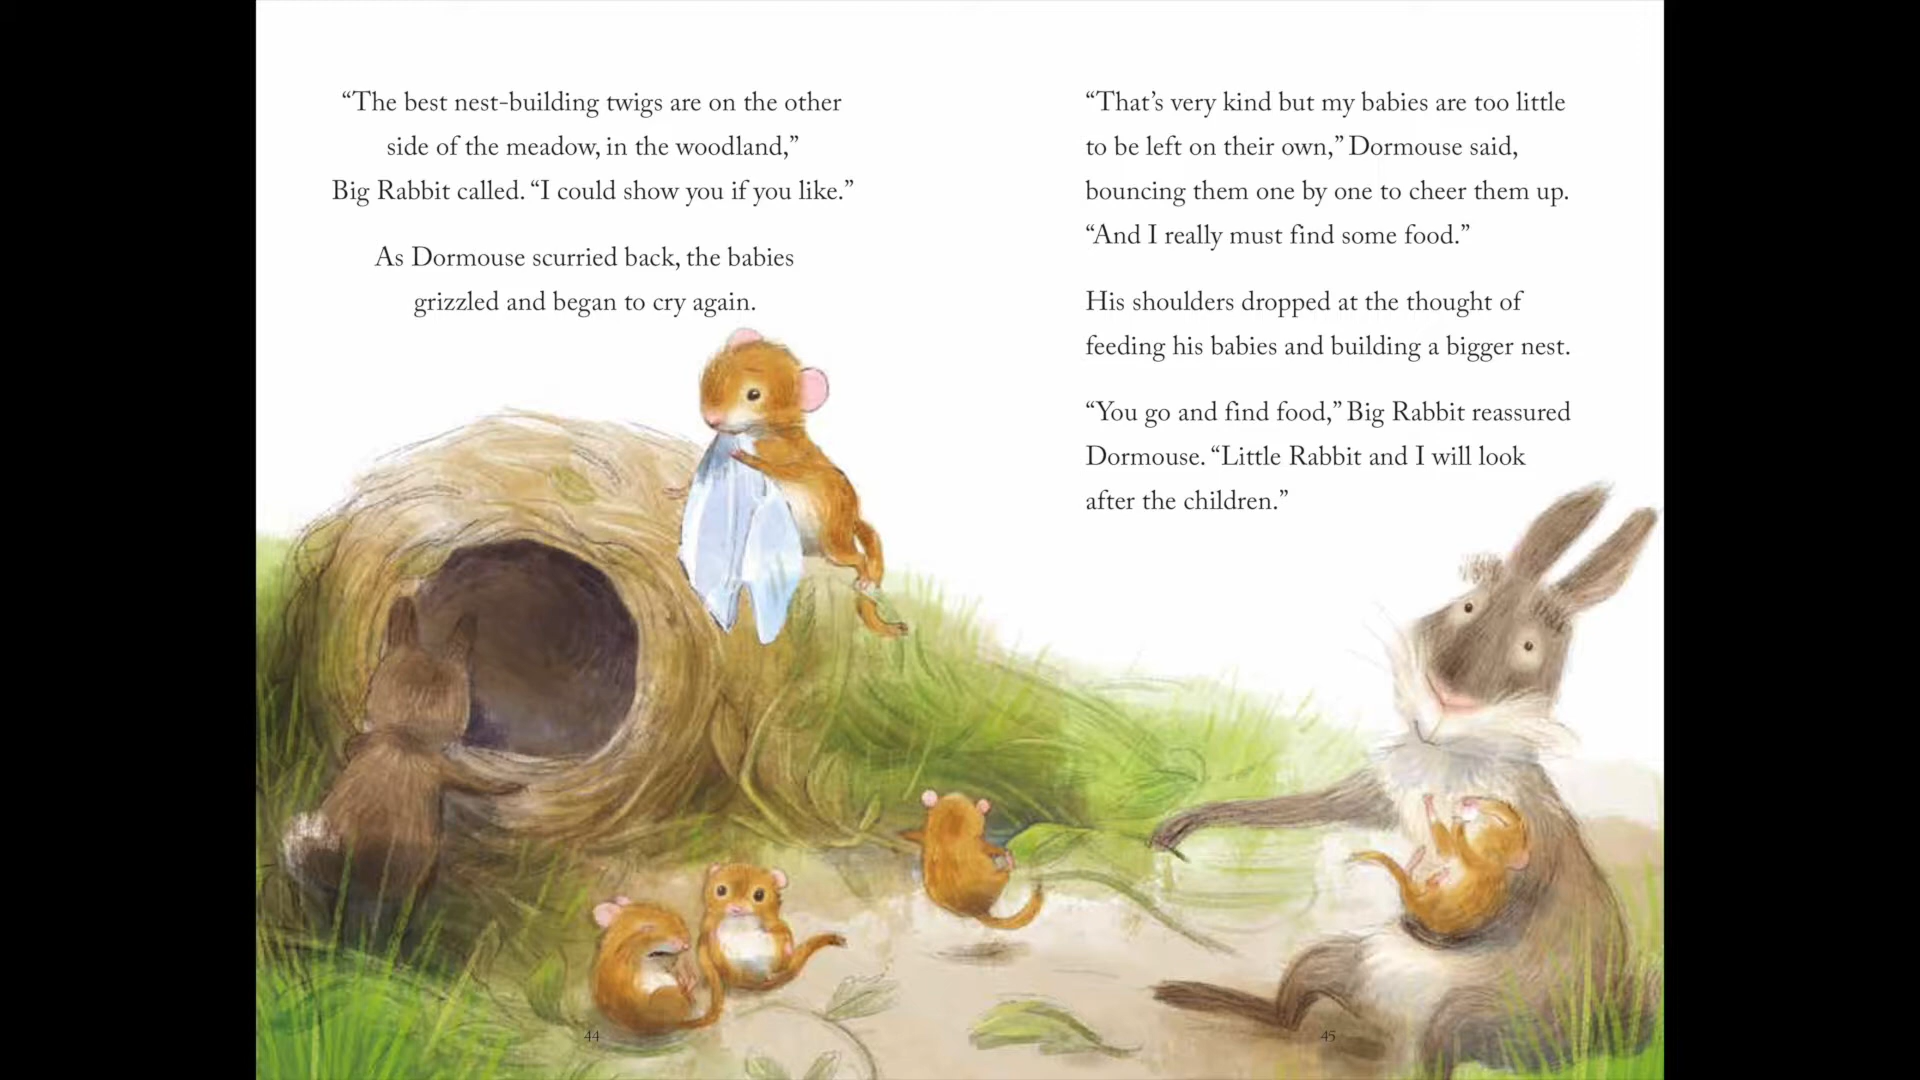 “The best nest-building twigs are on the other
side of the meadow, in the woodland,”
Big Rabbit called. “I could show you if you like.”
As Dormouse scurried back, the babies
grizzled and began to cry again.
44
“That’s very kind but my babies are too little
to be left on their own,” Dormouse said,
bouncing them one by one to cheer them up.
“And I really must find some food.”
His shoulders dropped at the thought of
feeding his babies and building a bigger nest.
“You go and find food,” Big Rabbit reassured
Dormouse. “Little Rabbit and I will look
after the children.”
45